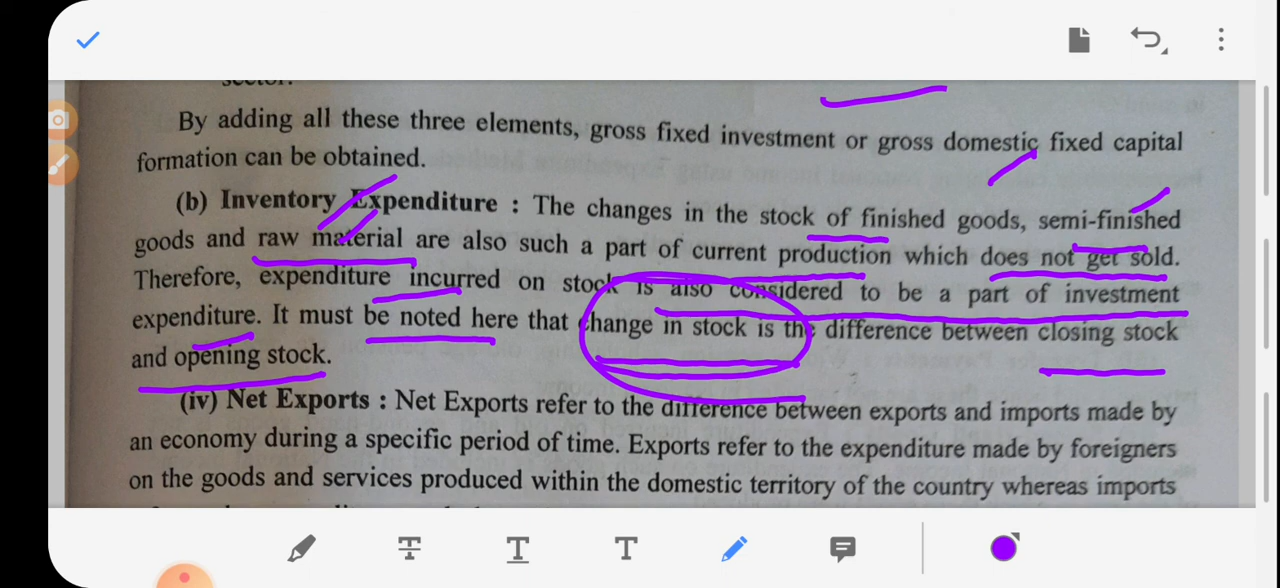 sector.
By adding all these three elements, gross fixed investment or gross domestic fixed capital
formation can be obtained.
(b) Inventory Expenditure : The changes in the stock of finished goods, semi-finished
goods and raw material are also such a part of current production which does not get sold.
Therefore, expenditure incurred on stock is also considered to be a part of investment
expenditure. It must be noted here that change in stock is the difference between closing stock
and opening stock.
(iv) Net Exports : Net Exports refer to the difference between exports and imports made by
an economy during a specific period of time. Exports refer to the expenditure made by foreigners
on the goods and services produced within the domestic territory of the country whereas imports
T
T
T